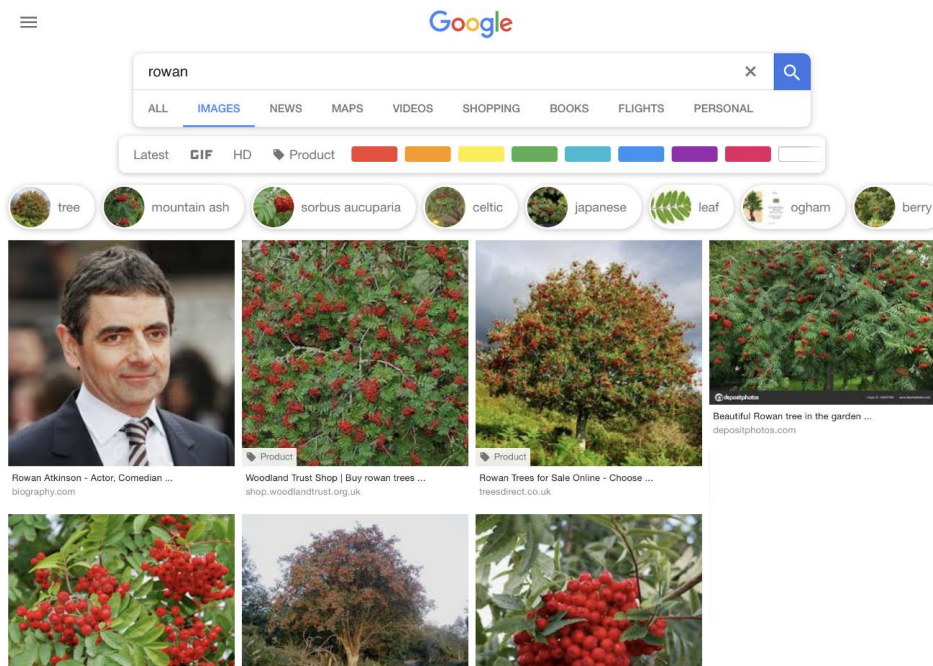 Google
rowan
ALL IMAGES NEWS MAPS VIDEOS SHOPPING BOOKS FLIGHTS PERSONAL
Latest GIF HD Product
tree mountain ash sorbus aucuparia celtic japanese leaf ogham berry
Product
Product
depositphotos
Rowan Atkinson - Actor, Comedian ...
biography.com
Woodland Trust Shop | Buy rowan trees ...
shop.woodlandtrust.org.uk
Rowan Trees for Sale Online - Choose ...
treesdirect.co.uk
Beautiful Rowan tree in the garden ...
depositphotos.com